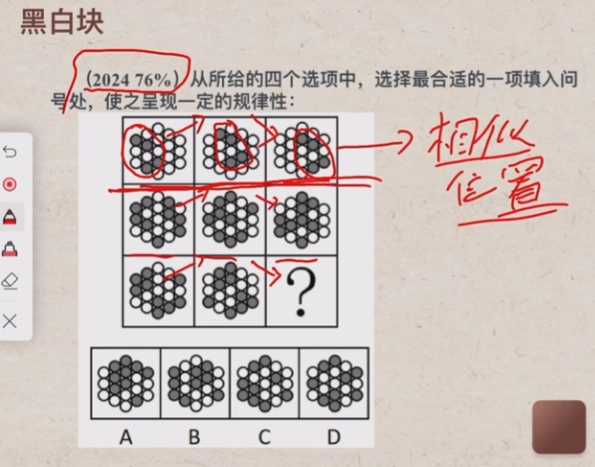 黑白块
（2024 76%）从所给的四个选项中，选择最合适的一项填入问
号处，使之呈现一定的规律性：
相似
位置
?
A B C D